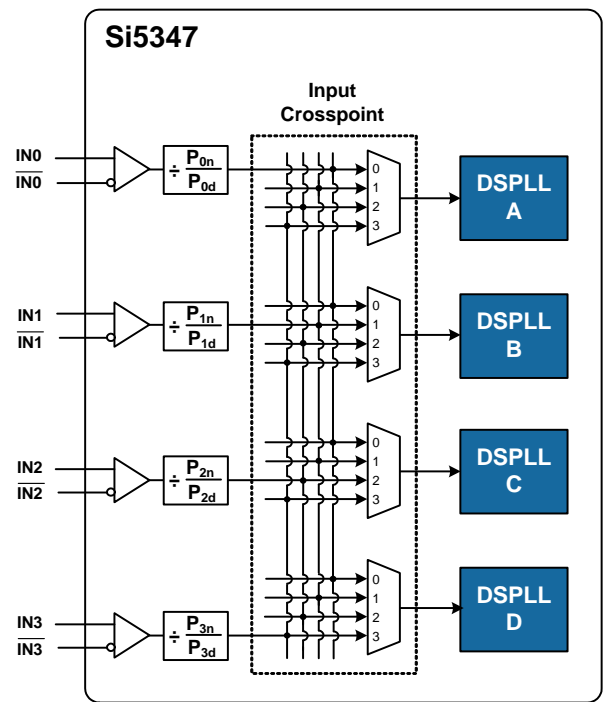 Si5347
Input
Crosspoint
IN0
IN0
÷ P0n
P0d
0
1
2
3
DSPLL
A
IN1
IN1
÷ P1n
P1d
0
1
2
3
DSPLL
B
IN2
IN2
÷ P2n
P2d
0
1
2
3
DSPLL
C
IN3
IN3
÷ P3n
P3d
0
1
2
3
DSPLL
D